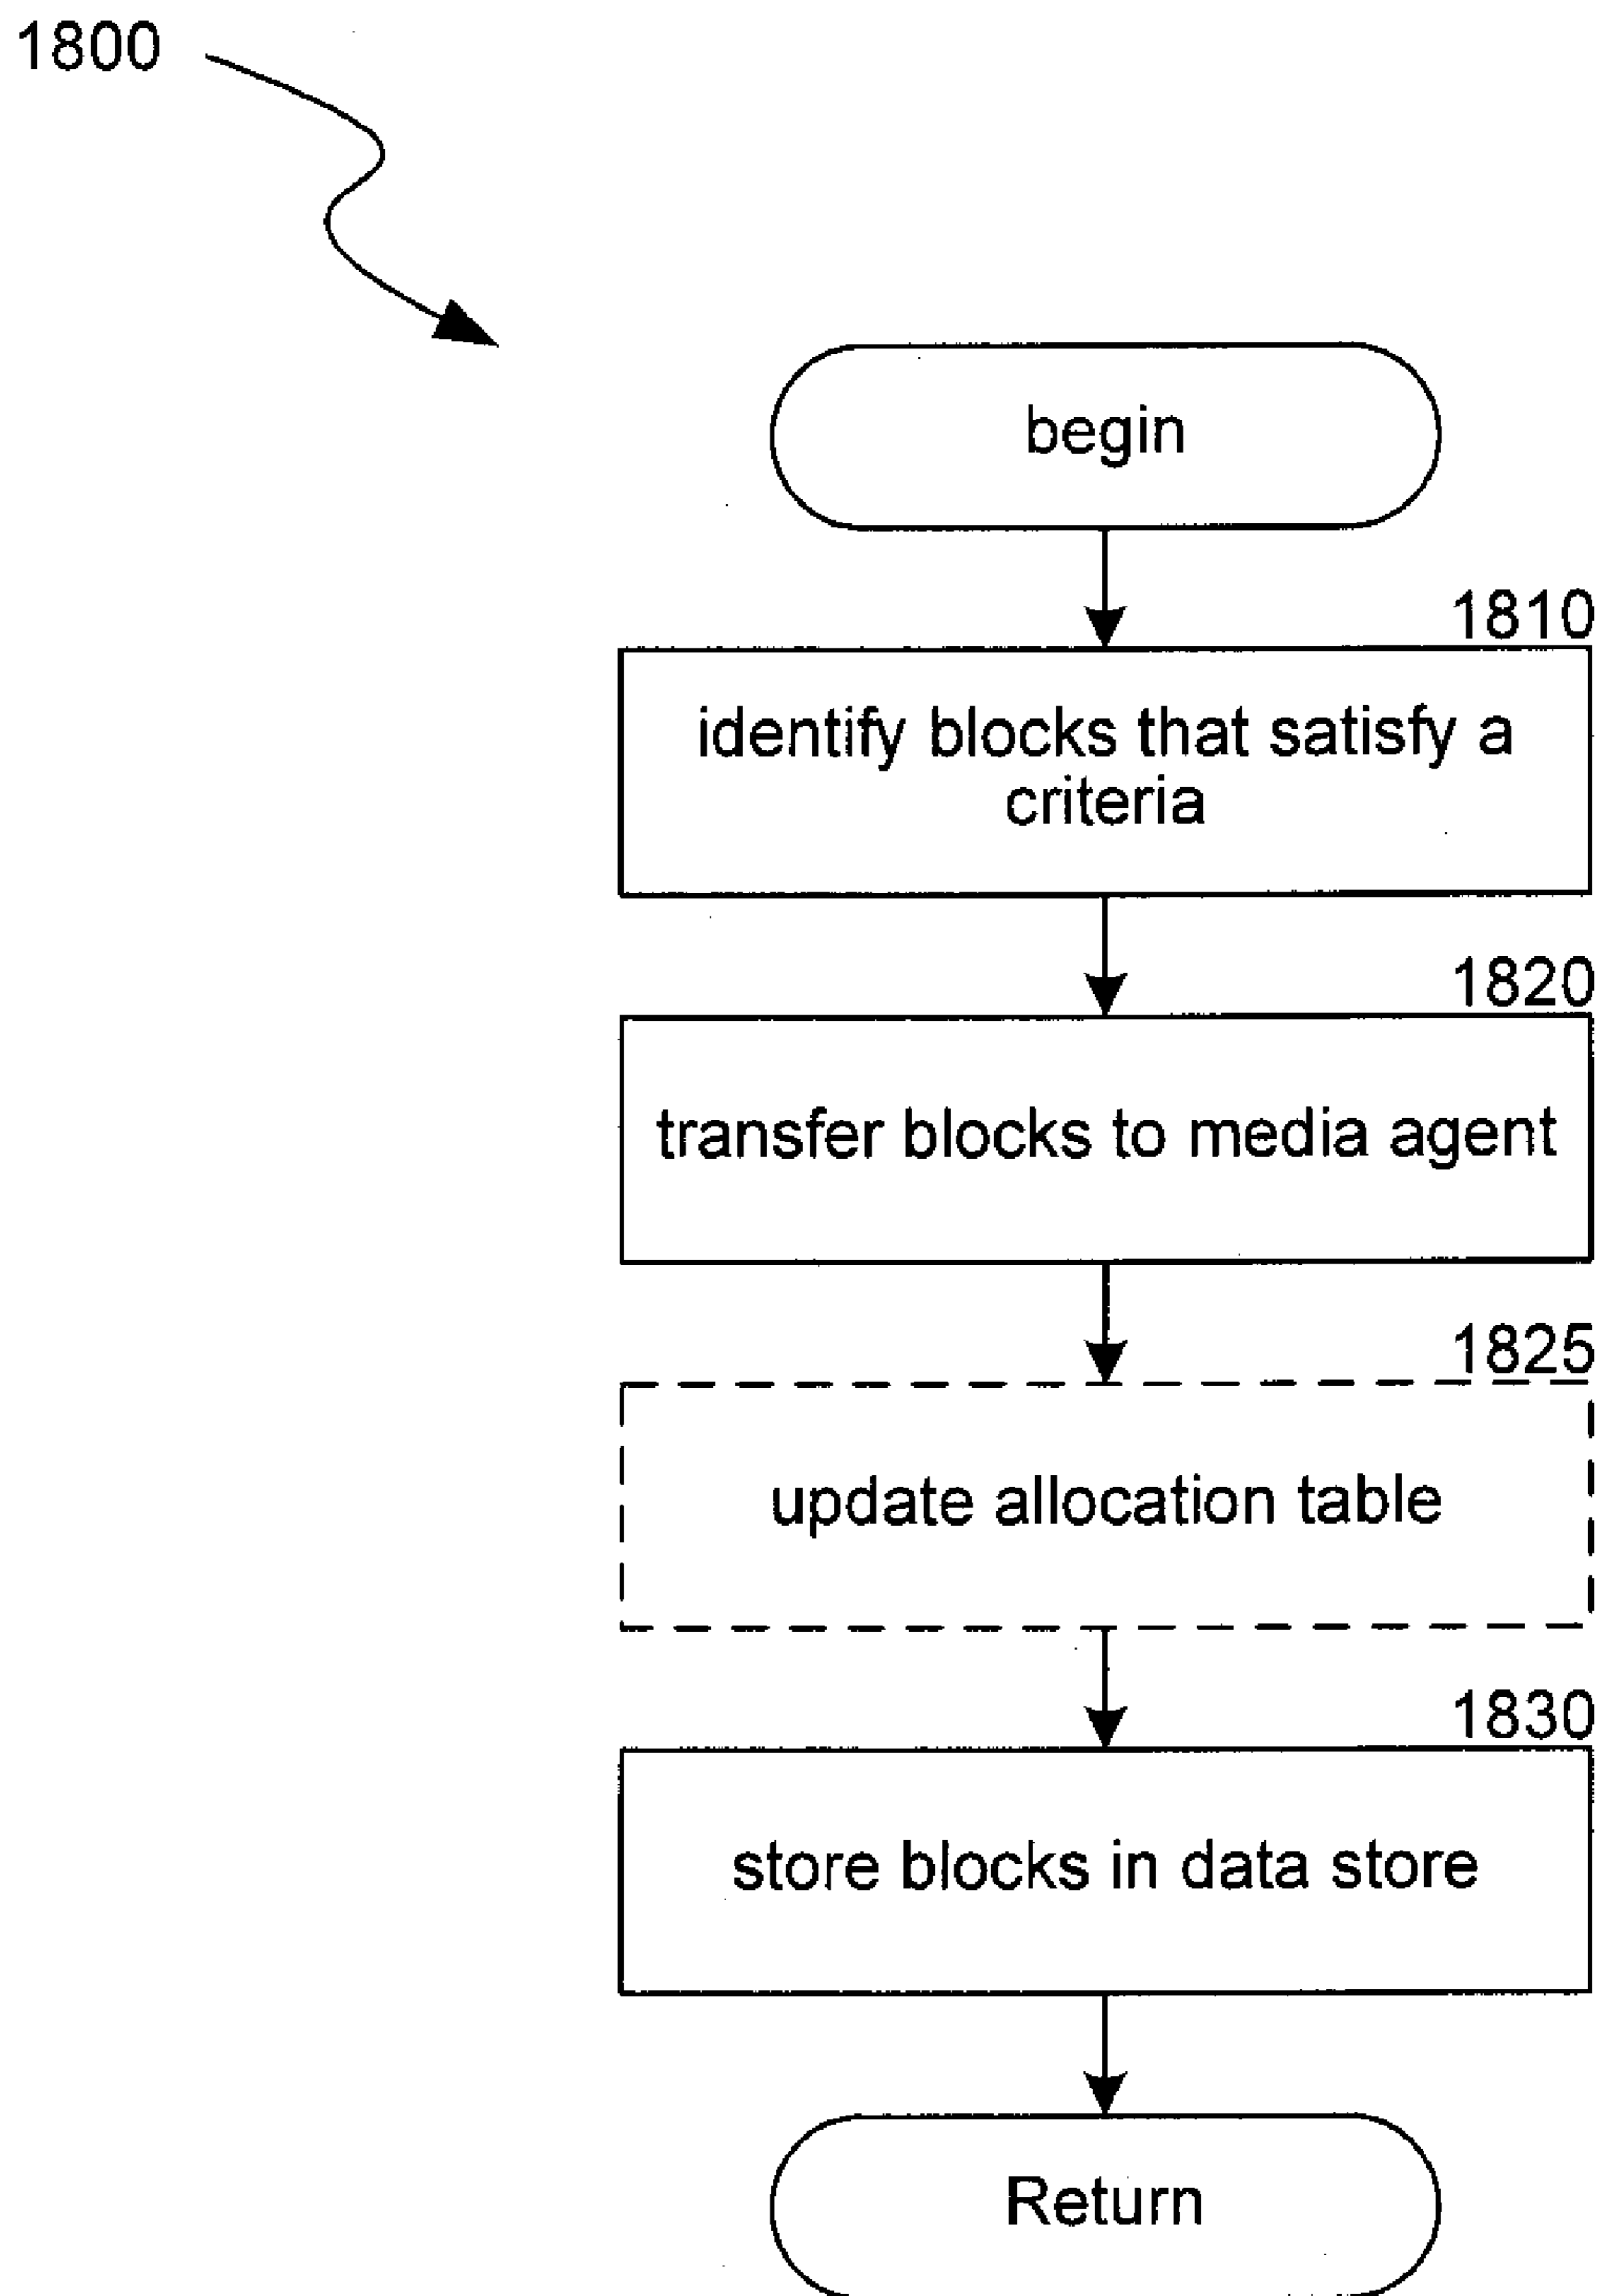 1800
begin
1810
identify blocks that satisfy a
criteria
1820
transfer blocks to media agent
1825
update allocation table
1830
store blocks in data store
Return